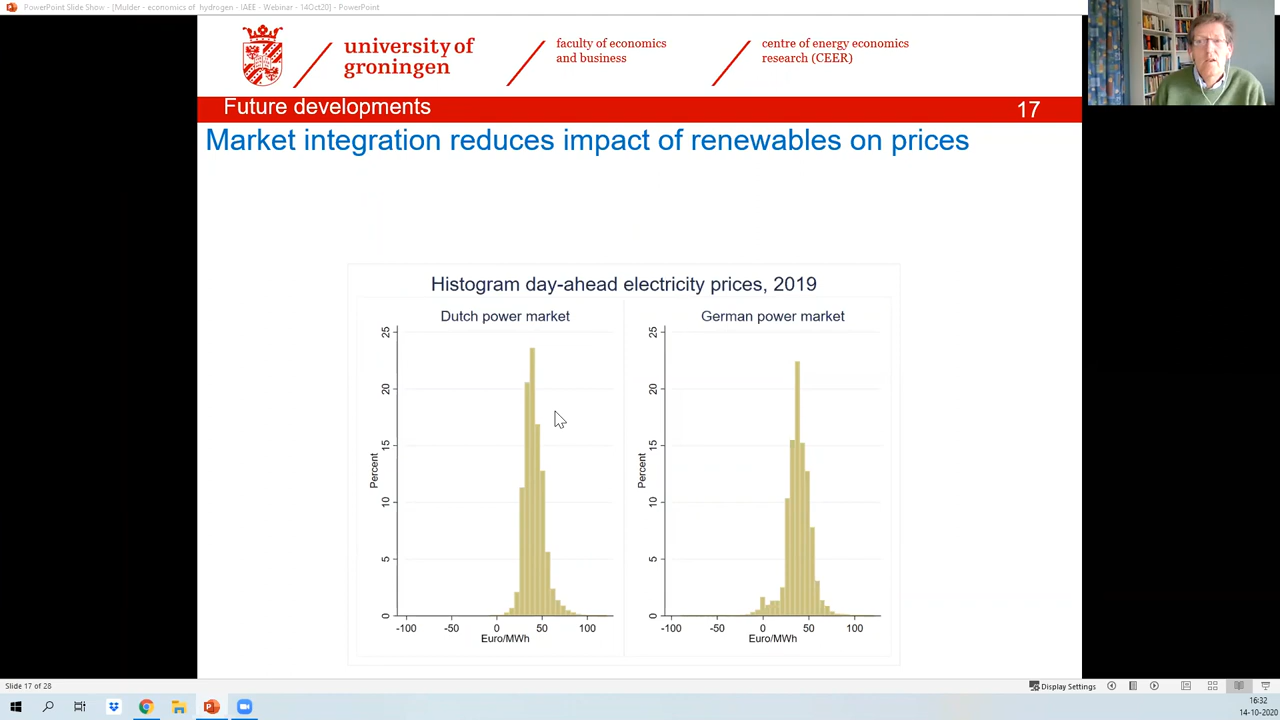 PowerPoint Slide Show - [Mulder - economics of hydrogen - IAEE - Webinar - 14Oct20] - PowerPoint
university of
groningen
faculty of economics
and business
centre of energy economics
research (CEER)
Future developments
17
Market integration reduces impact of renewables on prices
Histogram day-ahead electricity prices, 2019
Dutch power market
25
20
15
10
5
0
Percent
-100 -50 0 50 100
Euro/MWh
German power market
25
20
15
10
5
0
Percent
-100 -50 0 50 100
Euro/MWh
Slide 17 of 28
Display Settings
16:32
14-10-2020